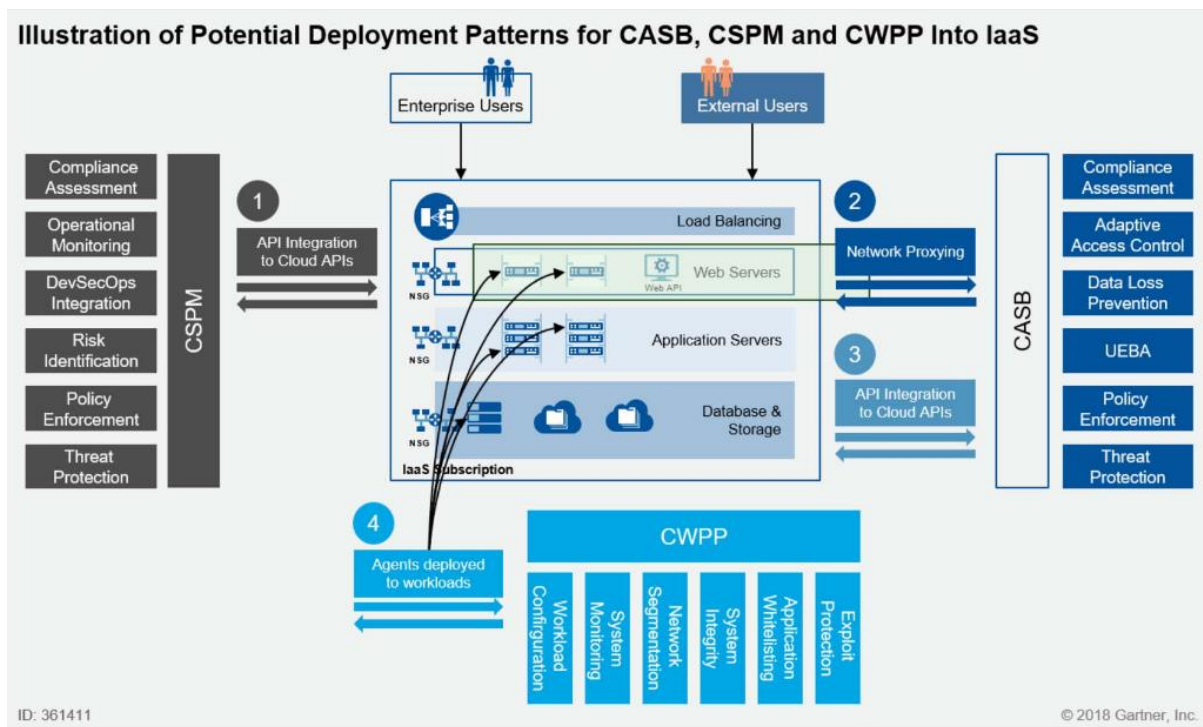 Illustration of Potential Deployment Patterns for CASB, CSPM and CWPP Into IaaS
Enterprise Users
External Users
Compliance
Assessment
Operational
Monitoring
DevSecOps
Integration
Risk
Identification
Policy
Enforcement
Threat
Protection
CSPM
1
API Integration
to Cloud APIs
Load Balancing
NSG
Web API
Web Servers
NSG
Application Servers
NSG
Database &
Storage
IaaS Subscription
2
Network Proxying
3
API Integration
to Cloud APIs
CASB
Compliance
Assessment
Adaptive
Access Control
Data Loss
Prevention
UEBA
Policy
Enforcement
Threat
Protection
4
Agents deployed
to workloads
CWPP
Workload
Confirguration
System
Monitoring
Network
Segmentation
System
Integrity
Application
Whitelisting
Exploit
Protection
ID: 361411
© 2018 Gartner, Inc.